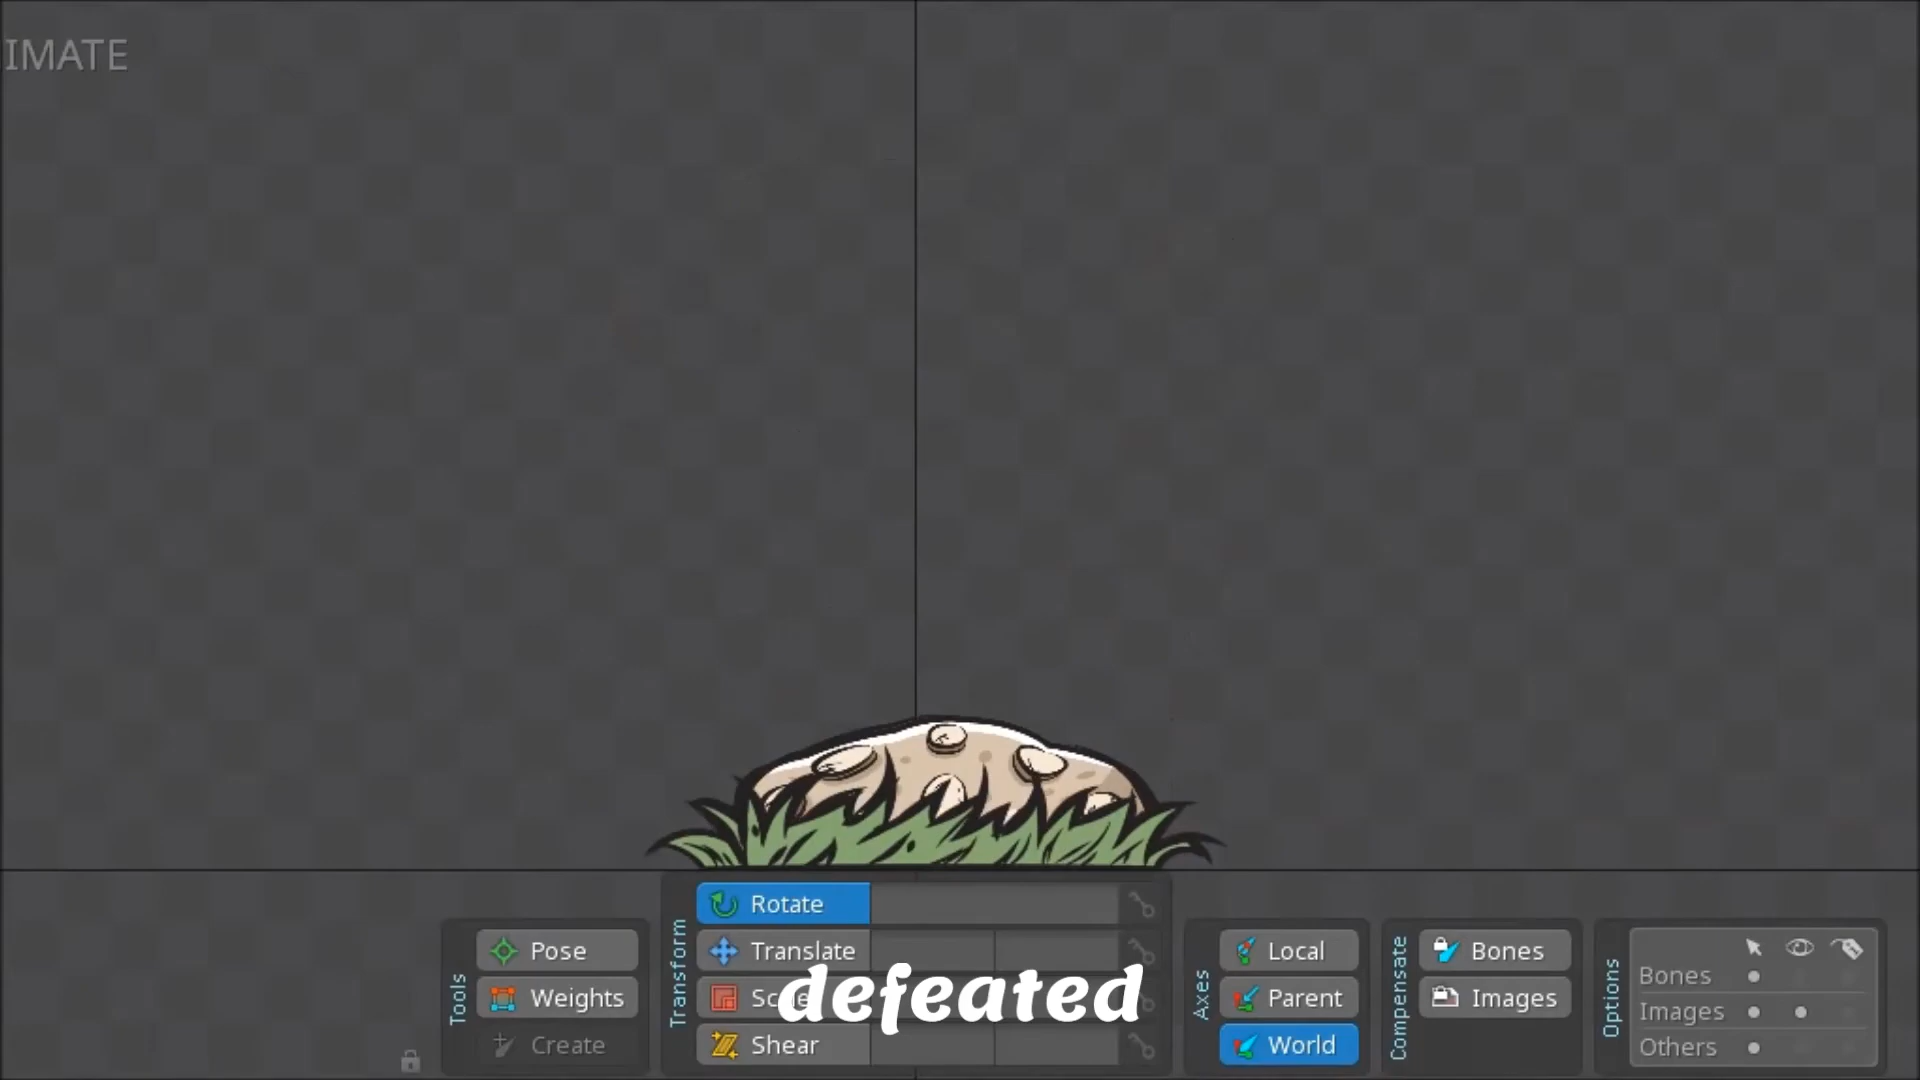 IMATE
Tools
Pose
Weights
Create
Transform
Rotate
Translate
Scale
Shear
defeated
Axes
Local
Parent
World
Compensate
Bones
Images
Options
Bones
Images
Others